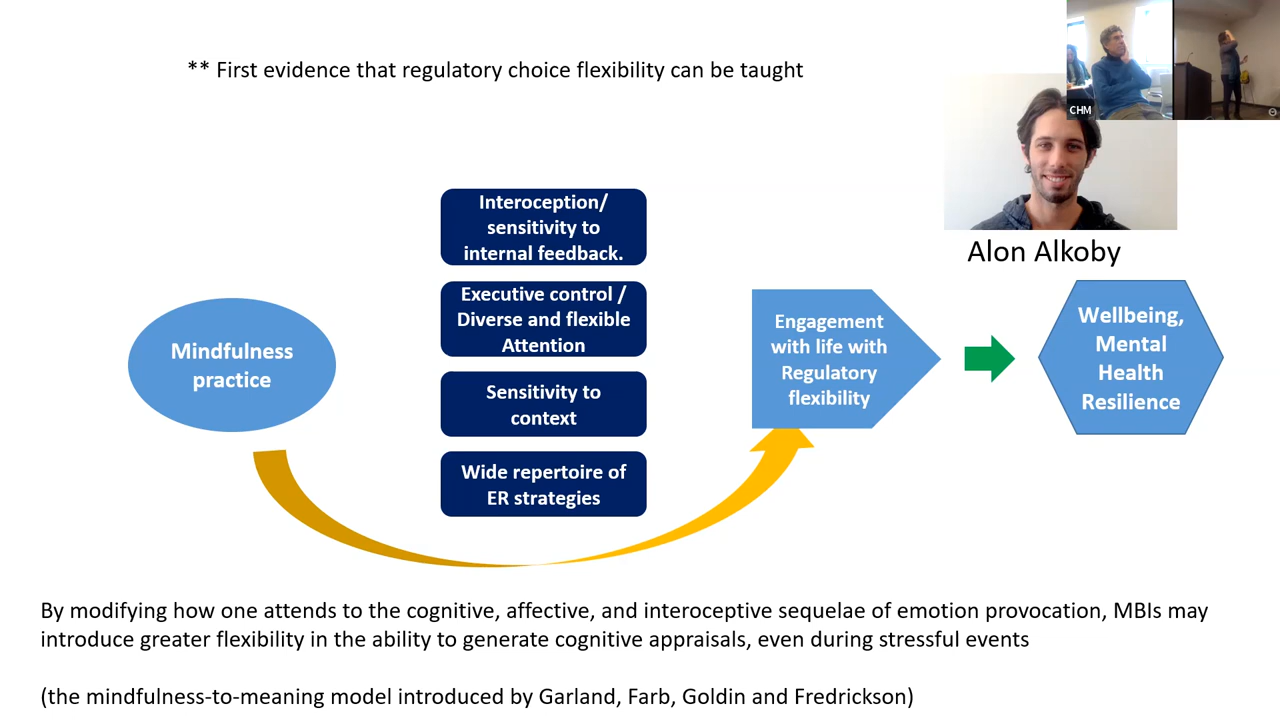 ** First evidence that regulatory choice flexibility can be taught
CHM
Alon Alkoby
Interoception/
sensitivity to
internal feedback.
Executive control /
Diverse and flexible
Attention
Sensitivity to
context
Wide repertoire of
ER strategies
Mindfulness
practice
Engagement
with life with
Regulatory
flexibility
Wellbeing,
Mental
Health
Resilience
By modifying how one attends to the cognitive, affective, and interoceptive sequelae of emotion provocation, MBIs may
introduce greater flexibility in the ability to generate cognitive appraisals, even during stressful events
(the mindfulness-to-meaning model introduced by Garland, Farb, Goldin and Fredrickson)